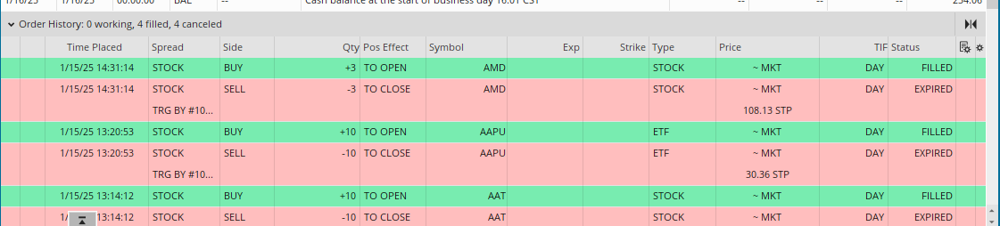 1/16/25 1/16/25 00:00:00 BAL -- Cash balance at the start of business day 16.01 CST -- -- 254.06
Order History: 0 working, 4 filled, 4 canceled
Time Placed Spread Side Qty Pos Effect Symbol Exp Strike Type Price TIF Status
1/15/25 14:31:14 STOCK BUY +3 TO OPEN AMD STOCK ~ MKT DAY FILLED
1/15/25 14:31:14 STOCK SELL -3 TO CLOSE AMD STOCK ~ MKT DAY EXPIRED
TRG BY #10... 108.13 STP
1/15/25 13:20:53 STOCK BUY +10 TO OPEN AAPU ETF ~ MKT DAY FILLED
1/15/25 13:20:53 STOCK SELL -10 TO CLOSE AAPU ETF ~ MKT DAY EXPIRED
TRG BY #10... 30.36 STP
1/15/25 13:14:12 STOCK BUY +10 TO OPEN AAT STOCK ~ MKT DAY FILLED
1/ 13:14:12 STOCK SELL -10 TO CLOSE AAT STOCK ~ MKT DAY EXPIRED